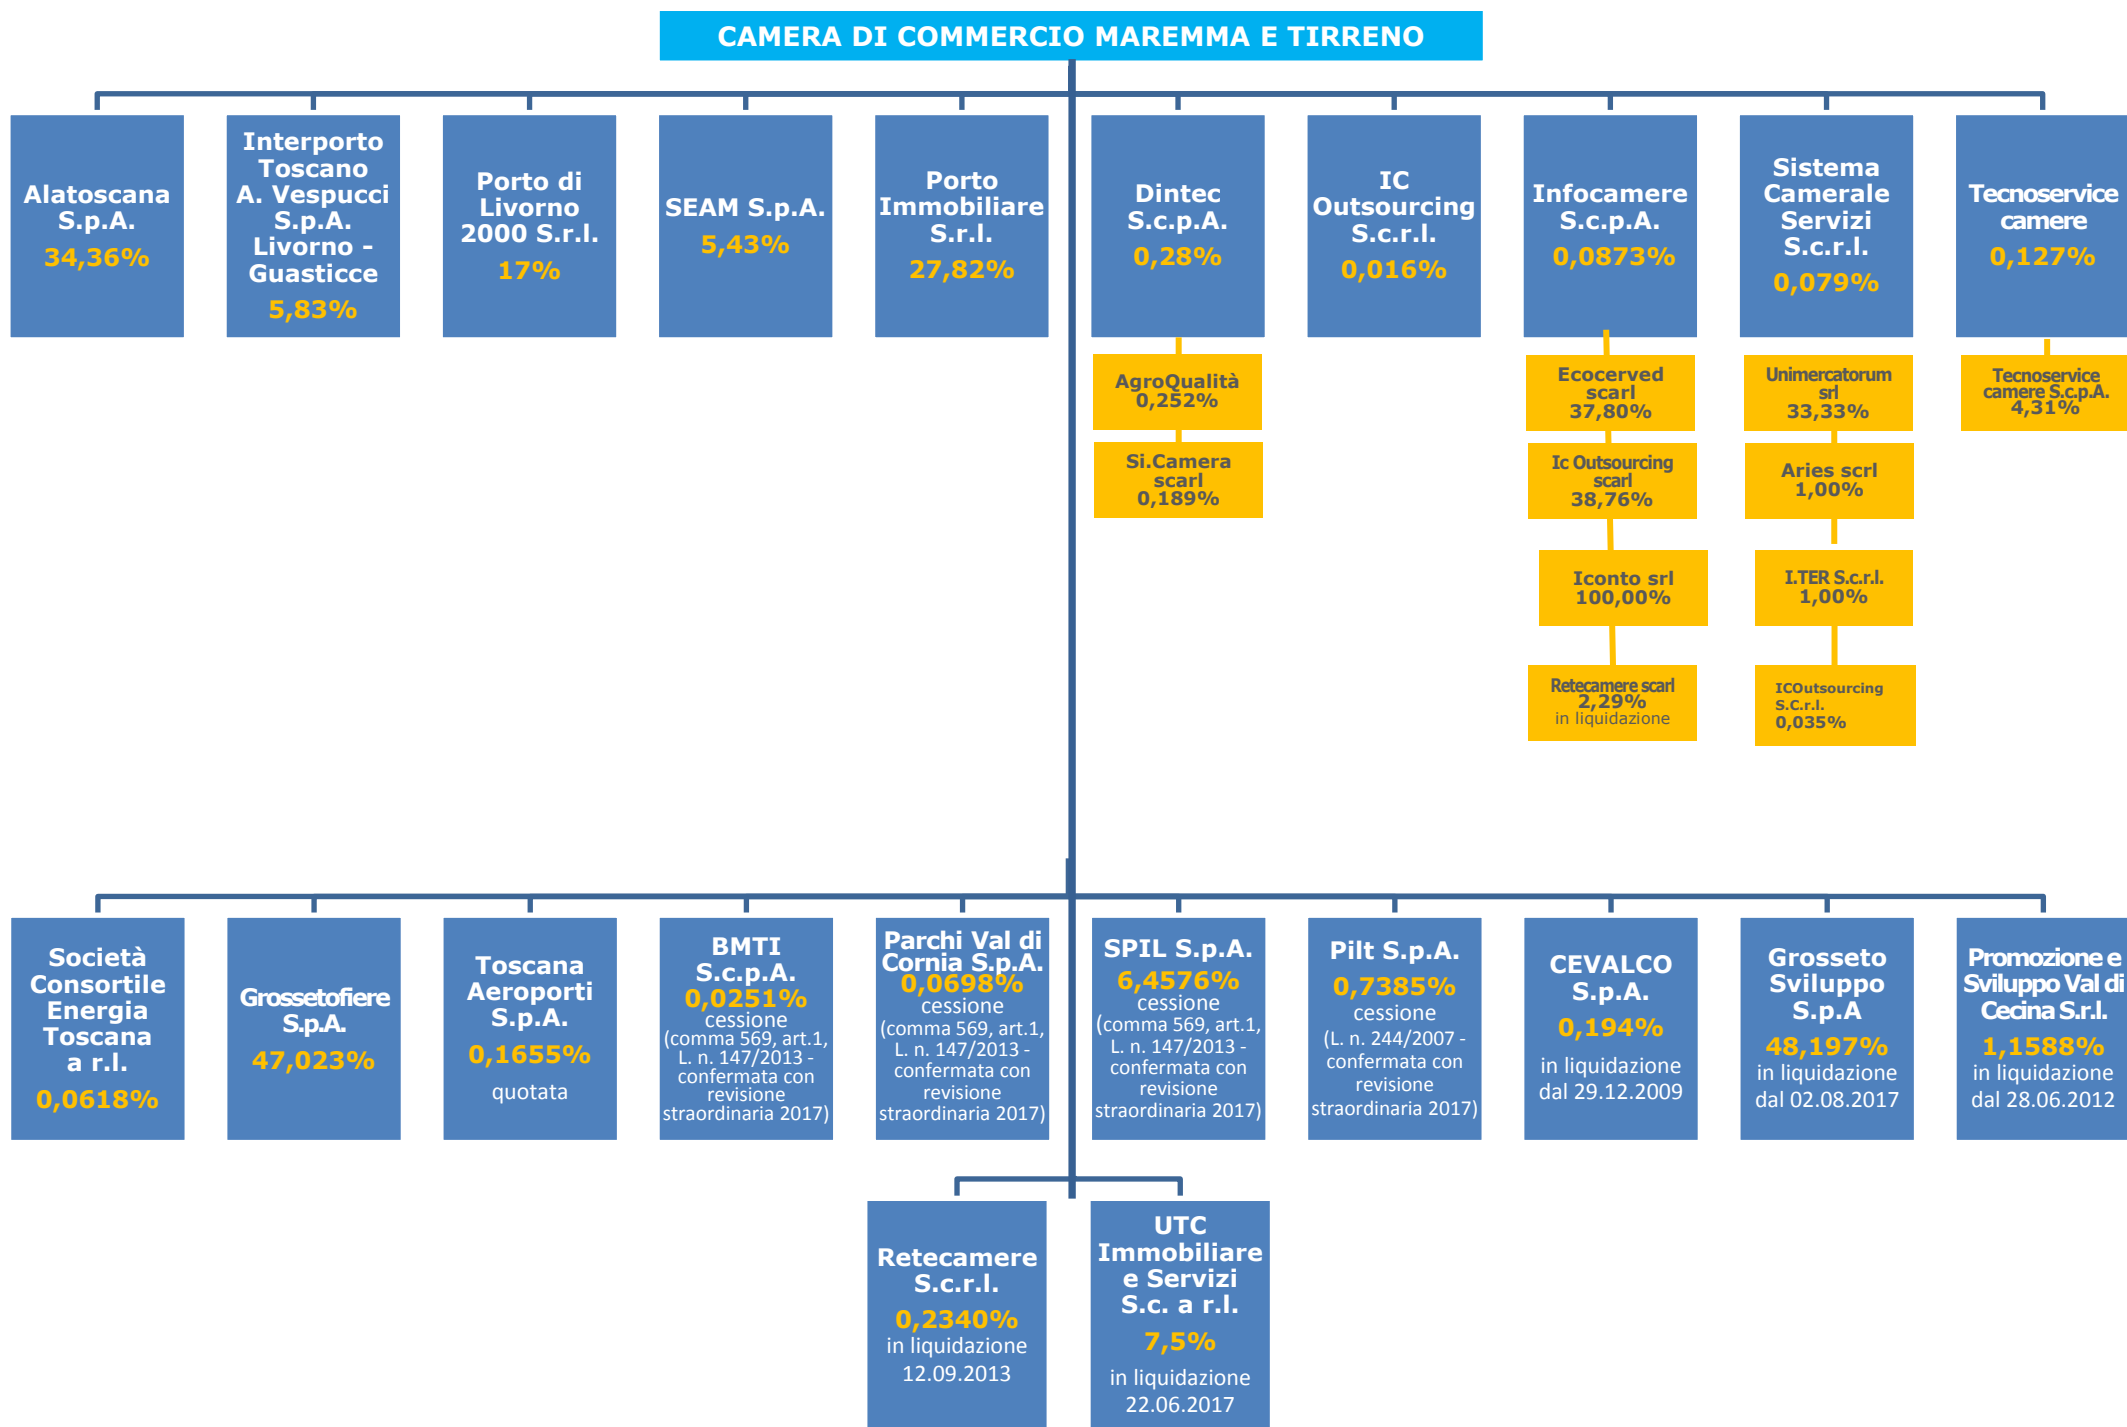 CAMERA DI COMMERCIO MAREMMA E TIRRENO
Alatoscana
S.p.A.
34,36%
Interporto
Toscano
A. Vespucci
S.p.A.
Livorno –
Guasticce
5,83%
Porto di
Livorno
2000 S.r.l.
17%
SEAM S.p.A.
5,43%
Porto
Immobiliare
S.r.l.
27,82%
Dintec
S.c.p.A.
0,28%
IC
Outsourcing
S.c.r.l.
0,016%
Infocamere
S.c.p.A.
0,0873%
Sistema
Camerale
Servizi
S.c.r.l.
0,079%
Tecnoservice
camere
0,127%
AgroQualità
0,252%
Si.Camera
scarl
0,189%
Ecocerved
scarl
37,80%
Ic Outsourcing
scarl
38,76%
Iconto srl
100,00%
Retecamere scarl
2,29%
in liquidazione
Unimercatorum
srl
33,33%
Aries scrl
1,00%
I.TER S.c.r.l.
1,00%
ICOutsourcing
S.C.r.l.
0,035%
Tecnoservice
camere S.c.p.A.
4,31%
Società
Consortile
Energia
Toscana
a r.l.
0,0618%
Grossetofiere
S.p.A.
47,023%
Toscana
Aeroporti
S.p.A.
0,1655%
quotata
BMTI
S.c.p.A.
0,0251%
cessione
(comma 569, art.1,
L. n. 147/2013 -
confermata con
revisione
straordinaria 2017)
Parchi Val di
Cornia S.p.A.
0,0698%
cessione
(comma 569, art.1,
L. n. 147/2013 -
confermata con
revisione
straordinaria 2017)
SPIL S.p.A.
6,4576%
cessione
(comma 569, art.1,
L. n. 147/2013 -
confermata con
revisione
straordinaria 2017)
Pilt S.p.A.
0,7385%
cessione
(L. n. 244/2007 -
confermata con
revisione
straordinaria 2017)
CEVALCO
S.p.A.
0,194%
in liquidazione
dal 29.12.2009
Grosseto
Sviluppo
S.p.A
48,197%
in liquidazione
dal 02.08.2017
Promozione e
Sviluppo Val di
Cecina S.r.l.
1,1588%
in liquidazione
dal 28.06.2012
Retecamere
S.c.r.l.
0,2340%
in liquidazione
12.09.2013
UTC
Immobiliare
e Servizi
S.c. a r.l.
7,5%
in liquidazione
22.06.2017